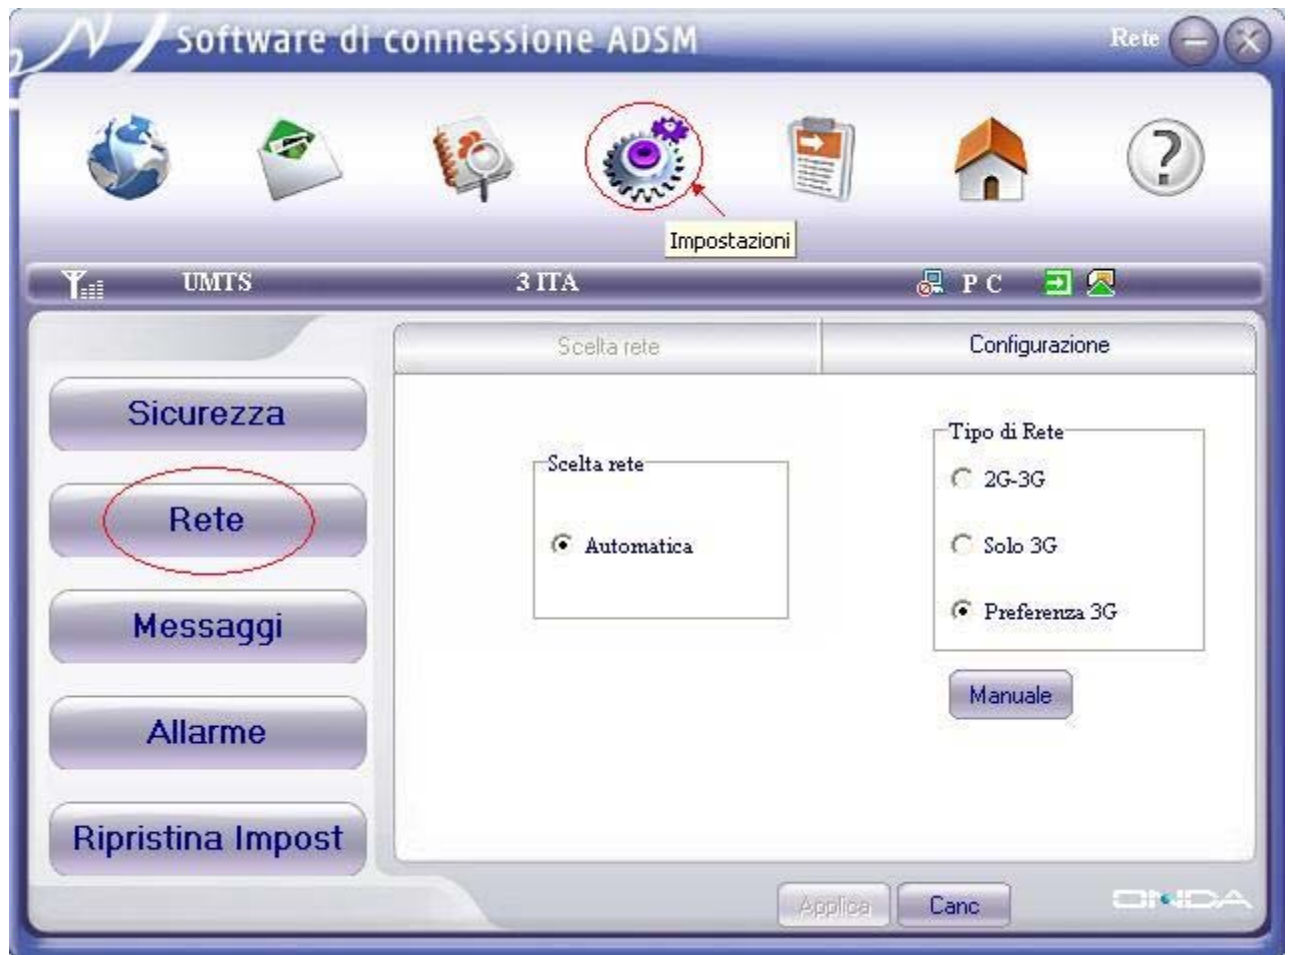 Software di connessione ADSM
Rete
?
Impostazioni
UMTS
3 ITA
P C
Scelta rete
Configurazione
Sicurezza
Rete
Messaggi
Allarme
Ripristina Impost
Scelta rete
Automatica
Tipo di Rete
2G-3G
Solo 3G
Preferenza 3G
Manuale
Applica
Canc
ONDA